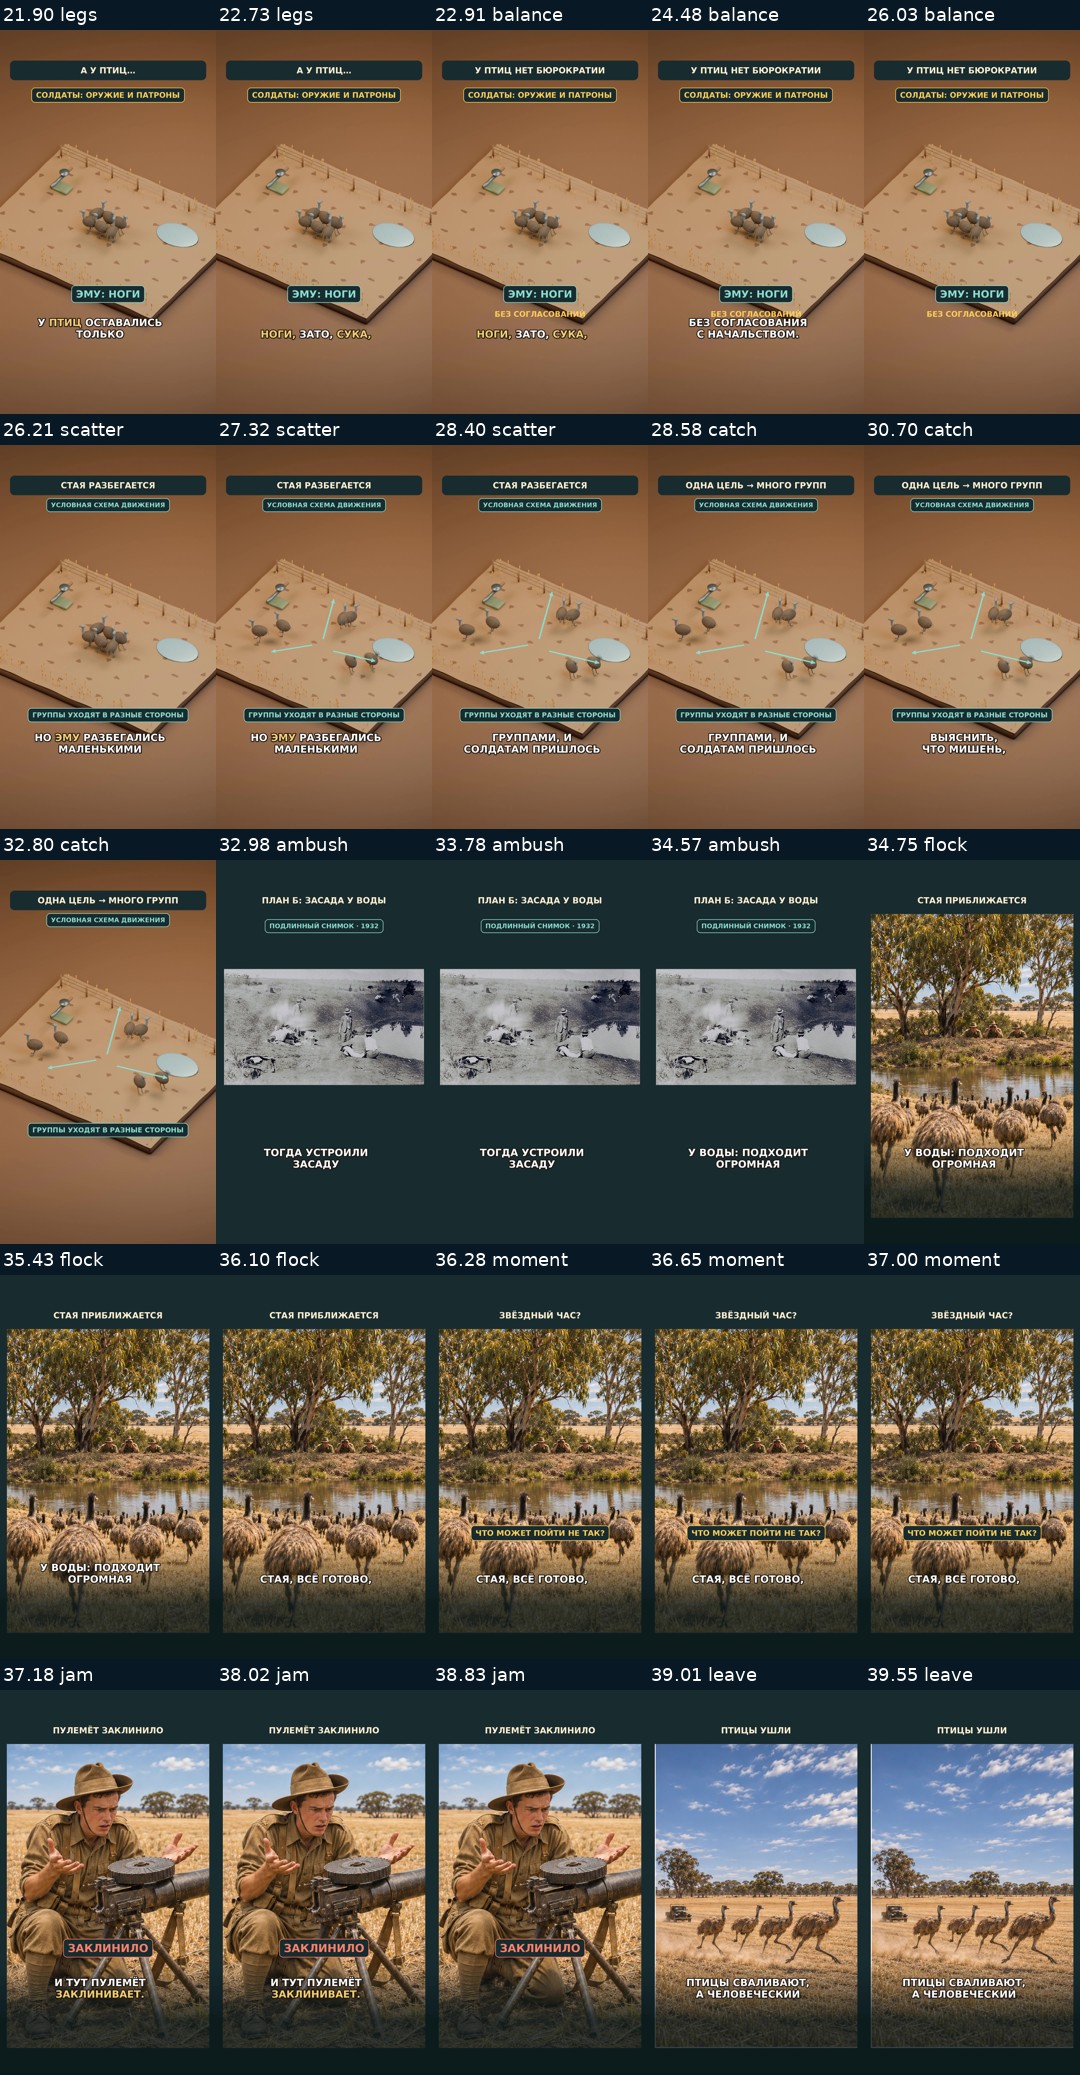 21.90 legs
22.73 legs
22.91 balance
24.48 balance
26.03 balance
А У ПТИЦ...
СОЛДАТЫ: ОРУЖИЕ И ПАТРОНЫ
ЭМУ: НОГИ
У ПТИЦ ОСТАВАЛИСЬ
ТОЛЬКО
А У ПТИЦ...
СОЛДАТЫ: ОРУЖИЕ И ПАТРОНЫ
ЭМУ: НОГИ
НОГИ, ЗАТО, СУКА,
У ПТИЦ НЕТ БЮРОКРАТИИ
СОЛДАТЫ: ОРУЖИЕ И ПАТРОНЫ
ЭМУ: НОГИ
БЕЗ СОГЛАСОВАНИЙ
НОГИ, ЗАТО, СУКА,
У ПТИЦ НЕТ БЮРОКРАТИИ
СОЛДАТЫ: ОРУЖИЕ И ПАТРОНЫ
ЭМУ: НОГИ
БЕЗ СОГЛАСОВАНИЙ
БЕЗ СОГЛАСОВАНИЯ
С НАЧАЛЬСТВОМ.
У ПТИЦ НЕТ БЮРОКРАТИИ
СОЛДАТЫ: ОРУЖИЕ И ПАТРОНЫ
ЭМУ: НОГИ
БЕЗ СОГЛАСОВАНИЙ
26.21 scatter
27.32 scatter
28.40 scatter
28.58 catch
30.70 catch
СТАЯ РАЗБЕГАЕТСЯ
УСЛОВНАЯ СХЕМА ДВИЖЕНИЯ
ГРУППЫ УХОДЯТ В РАЗНЫЕ СТОРОНЫ
НО ЭМУ РАЗБЕГАЛИСЬ
МАЛЕНЬКИМИ
СТАЯ РАЗБЕГАЕТСЯ
УСЛОВНАЯ СХЕМА ДВИЖЕНИЯ
ГРУППЫ УХОДЯТ В РАЗНЫЕ СТОРОНЫ
НО ЭМУ РАЗБЕГАЛИСЬ
МАЛЕНЬКИМИ
СТАЯ РАЗБЕГАЕТСЯ
УСЛОВНАЯ СХЕМА ДВИЖЕНИЯ
ГРУППЫ УХОДЯТ В РАЗНЫЕ СТОРОНЫ
ГРУППАМИ, И
СОЛДАТАМ ПРИШЛОСЬ
ОДНА ЦЕЛЬ → МНОГО ГРУПП
УСЛОВНАЯ СХЕМА ДВИЖЕНИЯ
ГРУППЫ УХОДЯТ В РАЗНЫЕ СТОРОНЫ
ГРУППАМИ, И
СОЛДАТАМ ПРИШЛОСЬ
ОДНА ЦЕЛЬ → МНОГО ГРУПП
УСЛОВНАЯ СХЕМА ДВИЖЕНИЯ
ГРУППЫ УХОДЯТ В РАЗНЫЕ СТОРОНЫ
ВЫЯСНИТЬ,
ЧТО МИШЕНЬ,
32.80 catch
32.98 ambush
33.78 ambush
34.57 ambush
34.75 flock
ОДНА ЦЕЛЬ → МНОГО ГРУПП
УСЛОВНАЯ СХЕМА ДВИЖЕНИЯ
ГРУППЫ УХОДЯТ В РАЗНЫЕ СТОРОНЫ
ПЛАН Б: ЗАСАДА У ВОДЫ
ПОДЛИННЫЙ СНИМОК · 1932
ТОГДА УСТРОИЛИ
ЗАСАДУ
ПЛАН Б: ЗАСАДА У ВОДЫ
ПОДЛИННЫЙ СНИМОК · 1932
ТОГДА УСТРОИЛИ
ЗАСАДУ
ПЛАН Б: ЗАСАДА У ВОДЫ
ПОДЛИННЫЙ СНИМОК · 1932
У ВОДЫ: ПОДХОДИТ
ОГРОМНАЯ
СТАЯ ПРИБЛИЖАЕТСЯ
У ВОДЫ: ПОДХОДИТ
ОГРОМНАЯ
35.43 flock
36.10 flock
36.28 moment
36.65 moment
37.00 moment
СТАЯ ПРИБЛИЖАЕТСЯ
У ВОДЫ: ПОДХОДИТ
ОГРОМНАЯ
СТАЯ ПРИБЛИЖАЕТСЯ
СТАЯ, ВСЁ ГОТОВО,
ЗВЁЗДНЫЙ ЧАС?
ЧТО МОЖЕТ ПОЙТИ НЕ ТАК?
СТАЯ, ВСЁ ГОТОВО,
ЗВЁЗДНЫЙ ЧАС?
ЧТО МОЖЕТ ПОЙТИ НЕ ТАК?
СТАЯ, ВСЁ ГОТОВО,
ЗВЁЗДНЫЙ ЧАС?
ЧТО МОЖЕТ ПОЙТИ НЕ ТАК?
СТАЯ, ВСЁ ГОТОВО,
37.18 jam
38.02 jam
38.83 jam
39.01 leave
39.55 leave
ПУЛЕМЁТ ЗАКЛИНИЛО
ЗАКЛИНИЛО
И ТУТ ПУЛЕМЁТ
ЗАКЛИНИВАЕТ.
ПУЛЕМЁТ ЗАКЛИНИЛО
ЗАКЛИНИЛО
И ТУТ ПУЛЕМЁТ
ЗАКЛИНИВАЕТ.
ПУЛЕМЁТ ЗАКЛИНИЛО
ЗАКЛИНИЛО
ПТИЦЫ УШЛИ
ПТИЦЫ СВАЛИВАЮТ,
А ЧЕЛОВЕЧЕСКИЙ
ПТИЦЫ УШЛИ
ПТИЦЫ СВАЛИВАЮТ,
А ЧЕЛОВЕЧЕСКИЙ